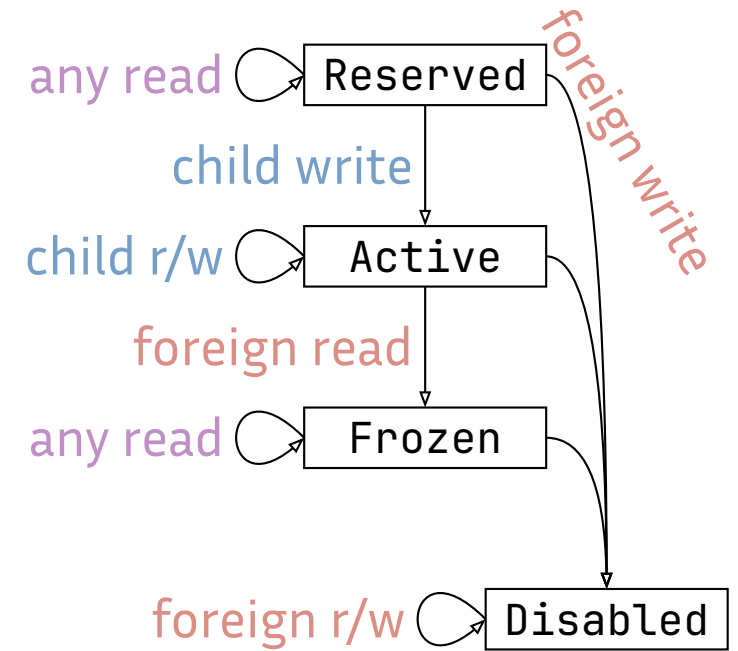 any read
Reserved
foreign write
child write
child r/w
Active
foreign read
any read
Frozen
foreign r/w
Disabled